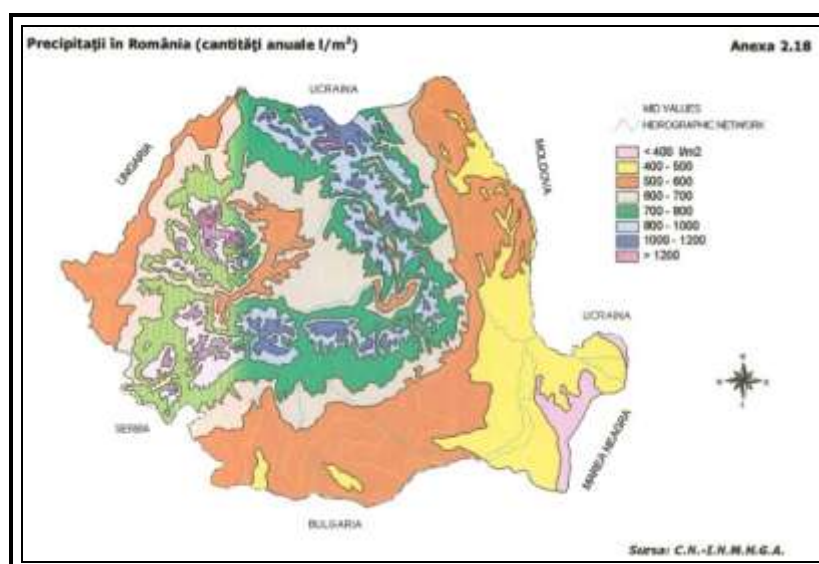 Precipitaţii în România (cantităţi anuale l/m²)
Anexa 2.18
UCRAINA
UNGARIA
MOLDOVA
MID VALUES
HIDROGRAPHIC NETWORK
< 400 l/m2
400 - 500
500 - 600
600 - 700
700 - 800
800 - 1000
1000 - 1200
> 1200
UCRAINA
SERBIA
MAREA NEAGRA
BULGARIA
Sursa: C.N.-I.N.M.H.G.A.